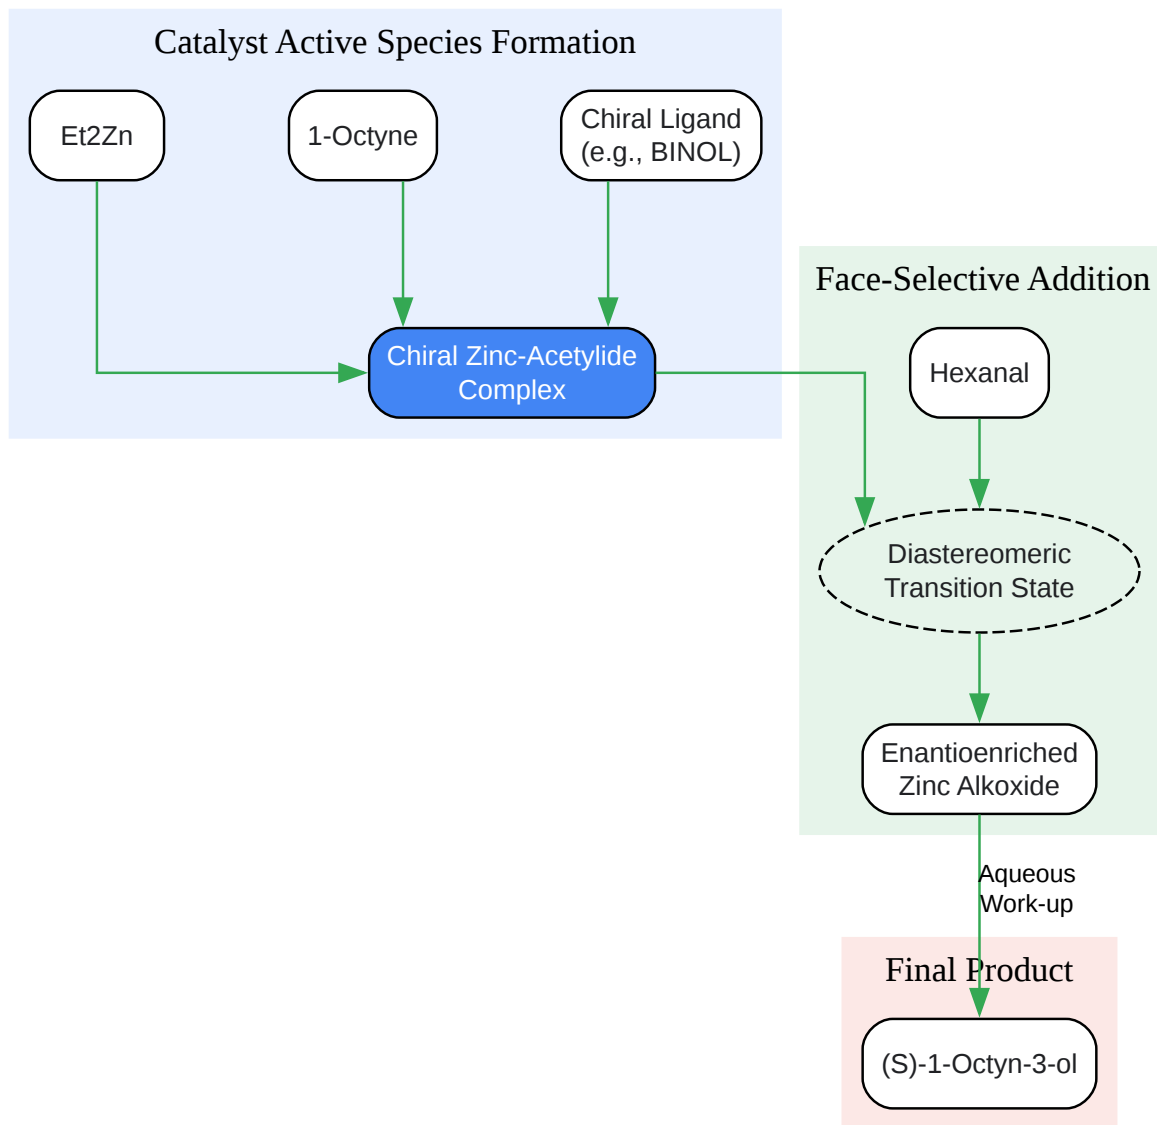 Catalyst Active Species Formation
Et2Zn
1-Octyne
Chiral Ligand
(e.g., BINOL)
Chiral Zinc-Acetylide
Complex
Face-Selective Addition
Hexanal
Diastereomeric
Transition State
Enantioenriched
Zinc Alkoxide
Aqueous
Work-up
Final Product
(S)-1-Octyn-3-ol